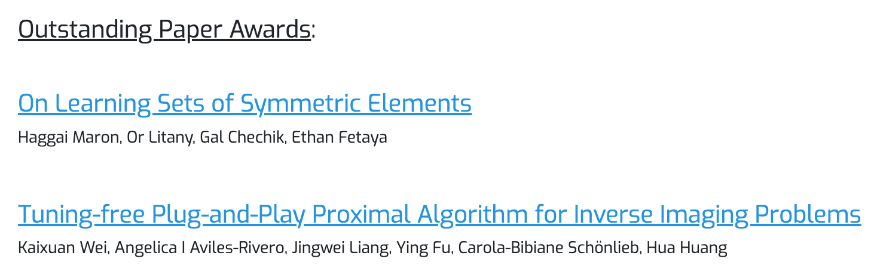 Outstanding Paper Awards:
On Learning Sets of Symmetric Elements
Haggai Maron, Or Litany, Gal Chechik, Ethan Fetaya
Tuning-free Plug-and-Play Proximal Algorithm for Inverse Imaging Problems
Kaixuan Wei, Angelica I Aviles-Rivero, Jingwei Liang, Ying Fu, Carola-Bibiane Schönlieb, Hua Huang